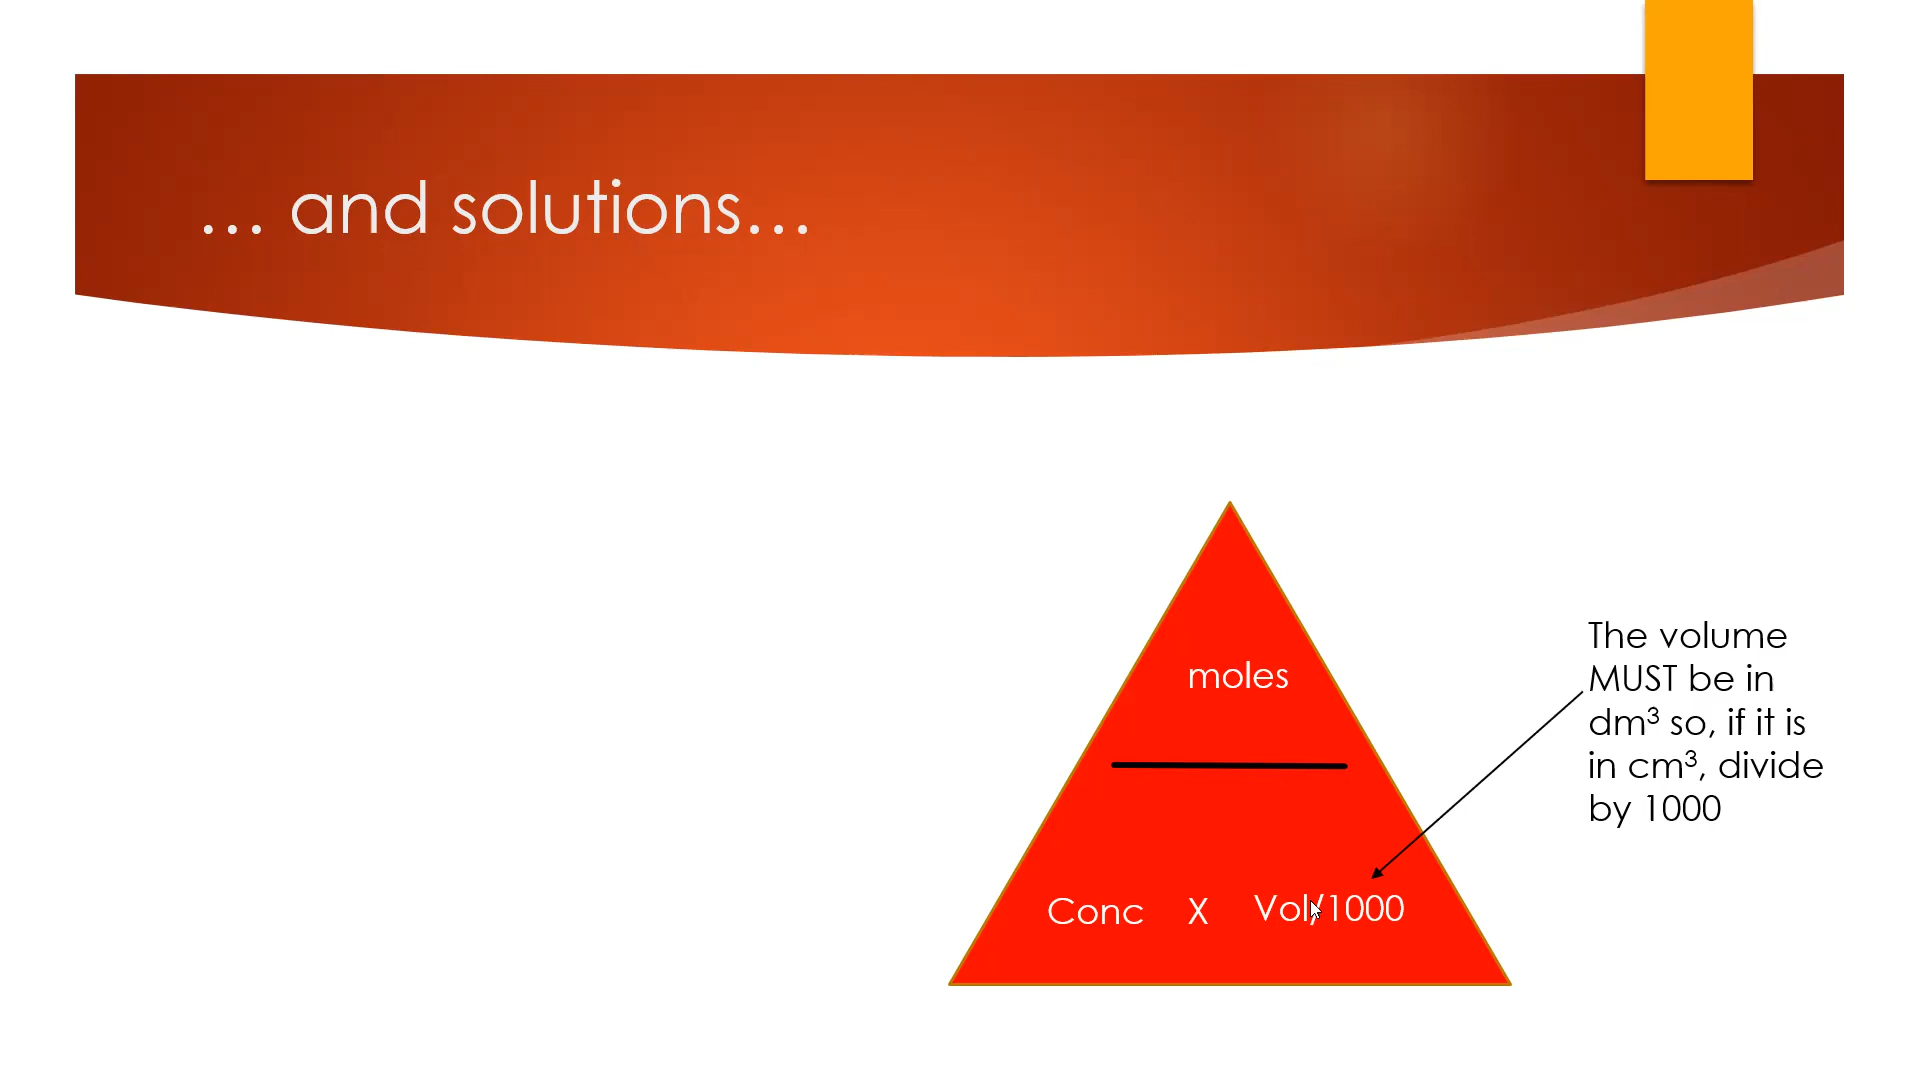 ... and solutions...
moles
Conc X Vol/1000
The volume
MUST be in
dm³ so, if it is
in cm³, divide
by 1000